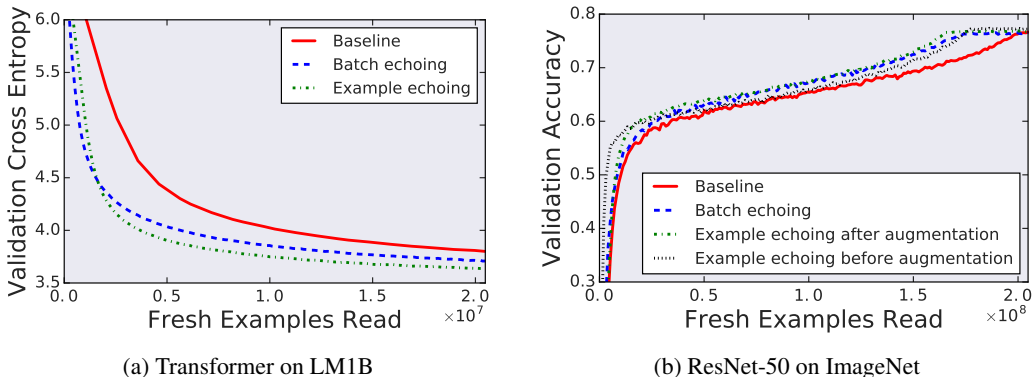 Validation Cross Entropy
6.0
5.5
5.0
4.5
4.0
3.5
0.0 0.5 1.0 1.5 2.0
×10⁷
Fresh Examples Read
Baseline
Batch echoing
Example echoing
(a) Transformer on LM1B
Validation Accuracy
0.8
0.7
0.6
0.5
0.4
0.3
0.0 0.5 1.0 1.5 2.0
×10⁸
Fresh Examples Read
Baseline
Batch echoing
Example echoing after augmentation
Example echoing before augmentation
(b) ResNet-50 on ImageNet